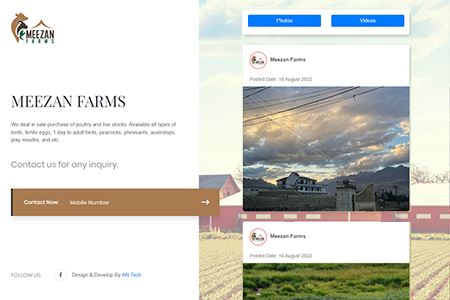 MEEZAN
FARMS
MEEZAN FARMS
We deal in sale purchase of poultry and live stocks. Available all types of
birds, fertile eggs, 1 day to adult birds, peacocks, pheasants, austrolops,
play mouths, and etc.
Contact us for any inquiry.
Contact Now: Mobile Number
FOLLOW US
Design & Develop By AN Tech
Photos
Videos
Meezan Farms
Posted Date: 18 August 2022
Meezan Farms
Posted Date: 16 August 2022